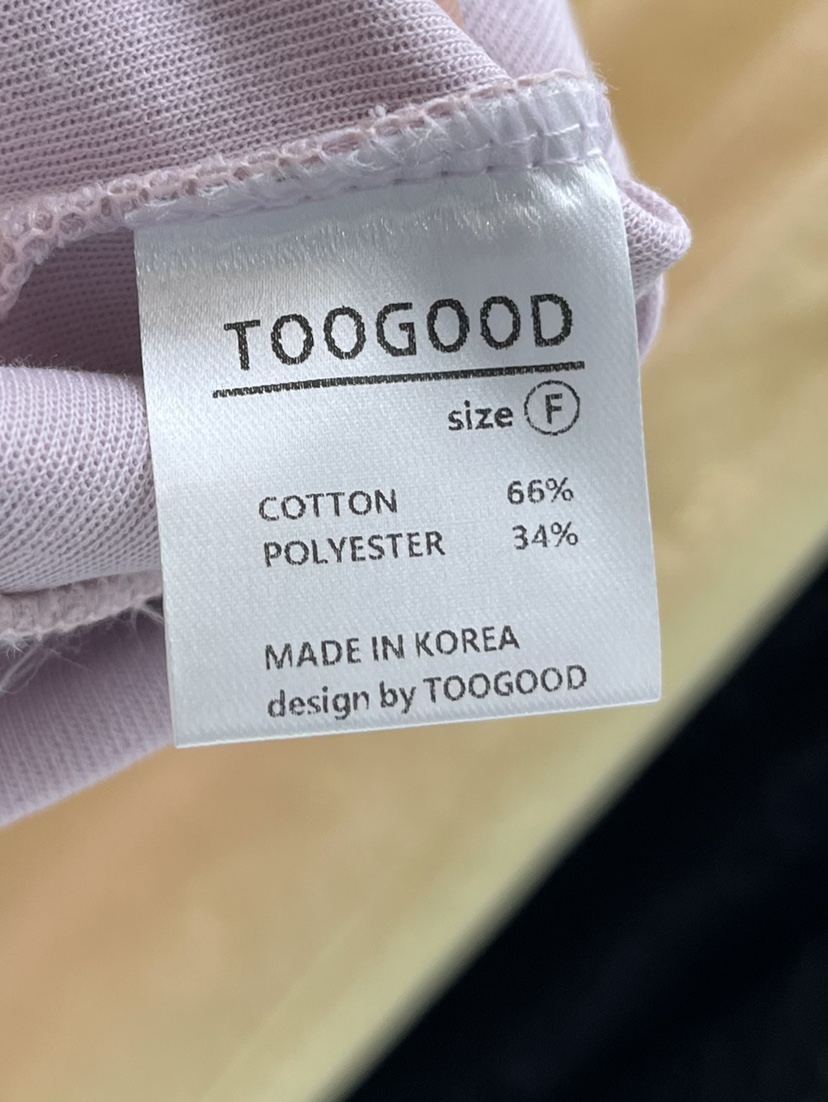 TOOGOOD
size F
COTTON 66%
POLYESTER 34%
MADE IN KOREA
design by TOOGOOD